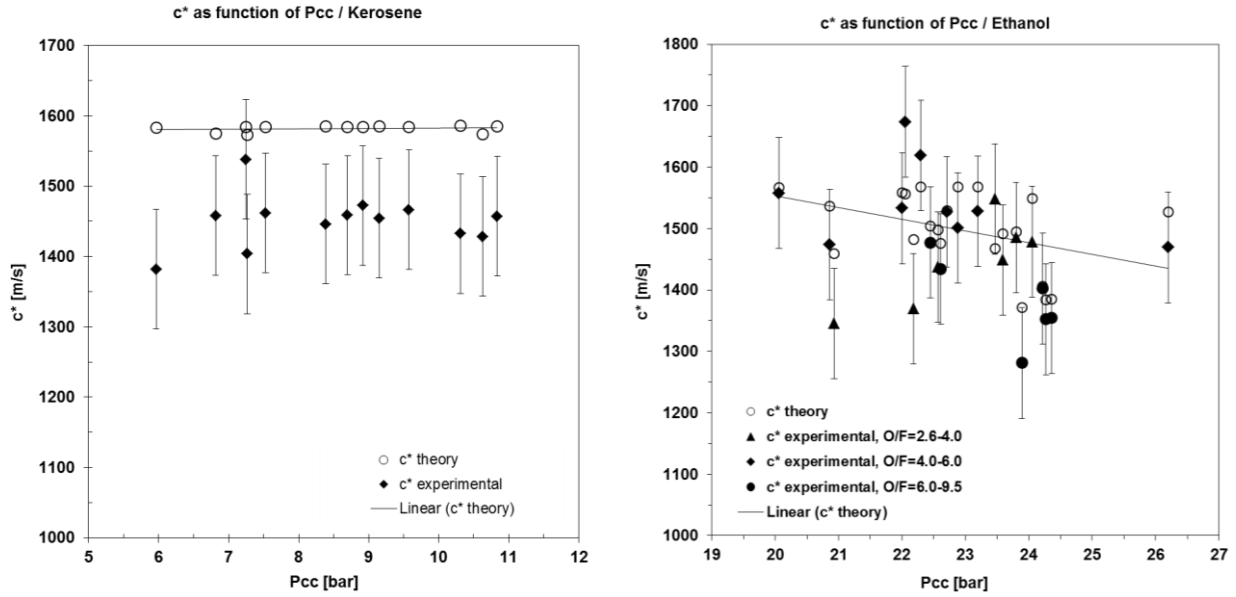 c* as function of Pcc / Kerosene
1700
1600
1500
1400
1300
1200
1100
1000
c* [m/s]
c* theory
c* experimental
Linear (c* theory)
5 6 7 8 9 10 11 12
Pcc [bar]
c* as function of Pcc / Ethanol
1800
1700
1600
1500
1400
1300
1200
1100
1000
c* [m/s]
c* theory
c* experimental, O/F=2.6-4.0
c* experimental, O/F=4.0-6.0
c* experimental, O/F=6.0-9.5
Linear (c* theory)
19 20 21 22 23 24 25 26 27
Pcc [bar]